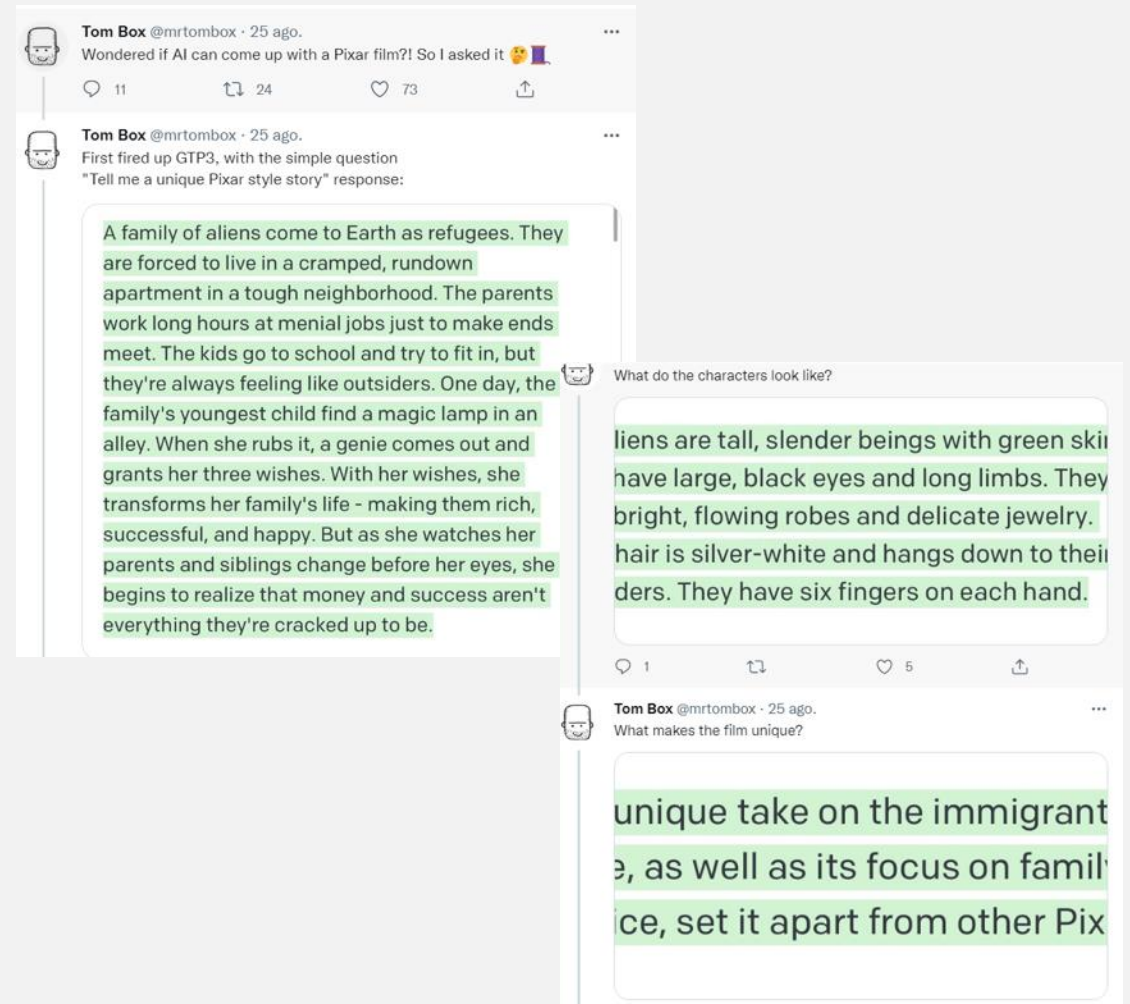 Tom Box @mrtombox · 25 ago.
Wondered if AI can come up with a Pixar film?! So I asked it 🤔🧵
11 24 73
Tom Box @mrtombox · 25 ago.
First fired up GTP3, with the simple question
"Tell me a unique Pixar style story" response:
A family of aliens come to Earth as refugees. They
are forced to live in a cramped, rundown
apartment in a tough neighborhood. The parents
work long hours at menial jobs just to make ends
meet. The kids go to school and try to fit in, but
they're always feeling like outsiders. One day, the
family's youngest child find a magic lamp in an
alley. When she rubs it, a genie comes out and
grants her three wishes. With her wishes, she
transforms her family's life - making them rich,
successful, and happy. But as she watches her
parents and siblings change before her eyes, she
begins to realize that money and success aren't
everything they're cracked up to be.
What do the characters look like?
liens are tall, slender beings with green skin
have large, black eyes and long limbs. They
bright, flowing robes and delicate jewelry.
hair is silver-white and hangs down to their
ders. They have six fingers on each hand.
1 5
Tom Box @mrtombox · 25 ago.
What makes the film unique?
unique take on the immigrant
e, as well as its focus on family
ice, set it apart from other Pix